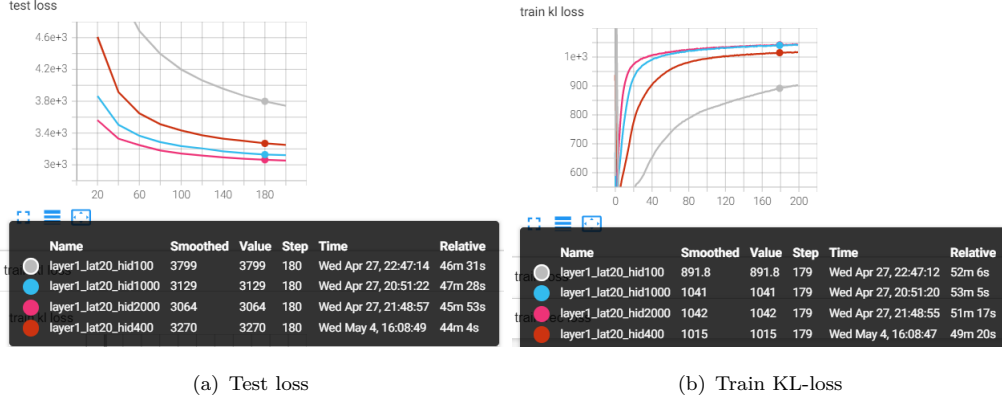 test loss
4.6e+3
4.2e+3
3.8e+3
3.4e+3
3e+3
20 60 100 140 180
Name Smoothed Value Step Time Relative
layer1_lat20_hid100 3799 3799 180 Wed Apr 27, 22:47:14 46m 31s
layer1_lat20_hid1000 3129 3129 180 Wed Apr 27, 20:51:22 47m 28s
layer1_lat20_hid2000 3064 3064 180 Wed Apr 27, 21:48:57 45m 53s
layer1_lat20_hid400 3270 3270 180 Wed May 4, 16:08:49 44m 4s
(a) Test loss
train kl loss
1e+3
900
800
700
600
0 40 80 120 160 200
Name Smoothed Value Step Time Relative
layer1_lat20_hid100 891.8 891.8 179 Wed Apr 27, 22:47:12 52m 6s
layer1_lat20_hid1000 1041 1041 179 Wed Apr 27, 20:51:20 53m 5s
layer1_lat20_hid2000 1042 1042 179 Wed Apr 27, 21:48:55 51m 17s
layer1_lat20_hid400 1015 1015 179 Wed May 4, 16:08:47 49m 20s
(b) Train KL-loss